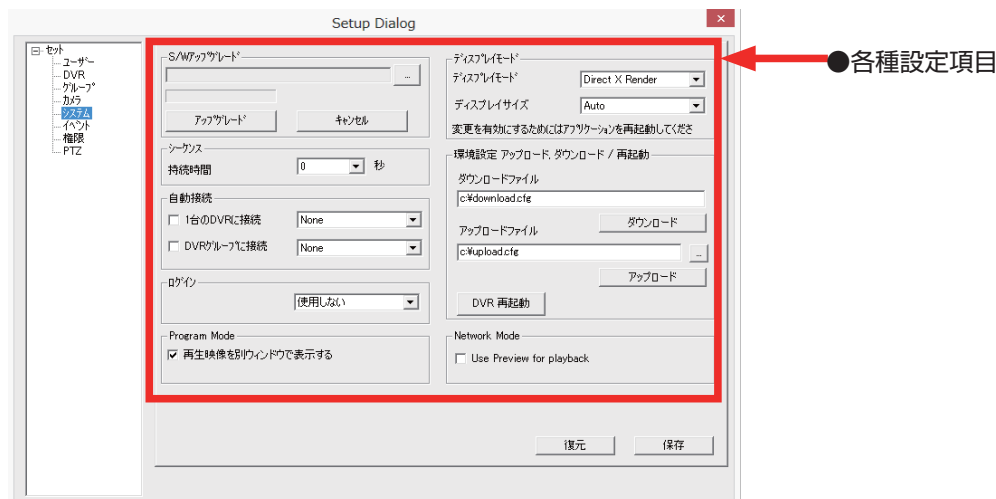 Setup Dialog
×
セット
ユーザー
DVR
グループ
カメラ
システム
イベント
権限
PTZ
S/Wアップグレード
...
アップグレード
キャンセル
シーケンス
持続時間
0
秒
自動接続
1台のDVRに接続
None
DVRグループに接続
None
ログイン
使用しない
Program Mode
再生映像を別ウィンドウで表示する
ディスプレイモード
ディスプレイモード
Direct X Render
ディスプレイサイズ
Auto
変更を有効にするためにはアプリケーションを再起動してくださ
環境設定 アップロード, ダウンロード / 再起動
ダウンロードファイル
c:¥download.cfg
ダウンロード
アップロードファイル
c:¥upload.cfg
...
アップロード
DVR 再起動
Network Mode
Use Preview for playback
復元
保存
●各種設定項目